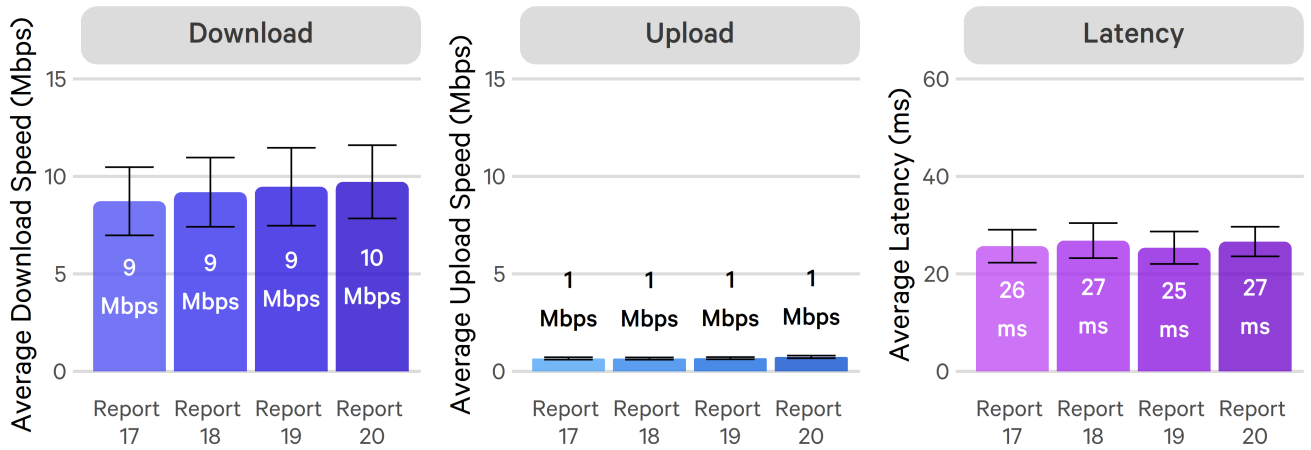 Download
Average Download Speed (Mbps)
15
10
5
0
9
Mbps
9
Mbps
9
Mbps
10
Mbps
Report
17
Report
18
Report
19
Report
20
Upload
Average Upload Speed (Mbps)
15
10
5
0
1
Mbps
1
Mbps
1
Mbps
1
Mbps
Report
17
Report
18
Report
19
Report
20
Latency
Average Latency (ms)
60
40
20
0
26
ms
27
ms
25
ms
27
ms
Report
17
Report
18
Report
19
Report
20